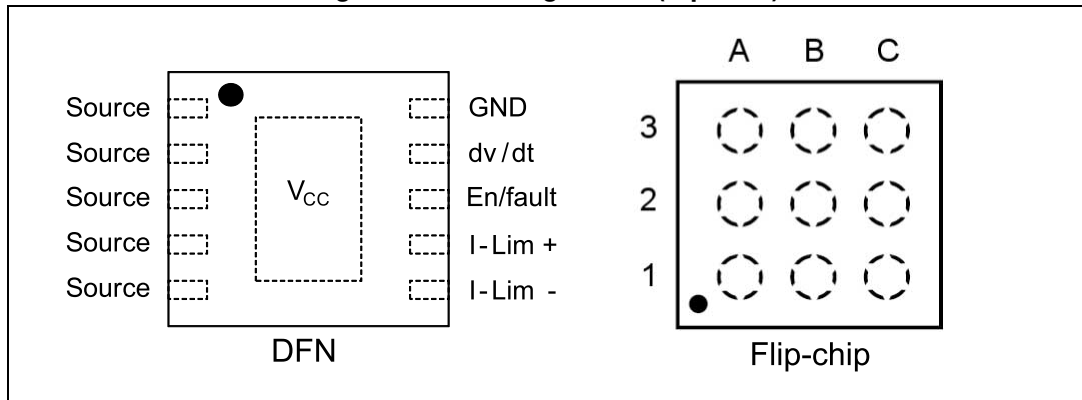 Source
Source
Source
Source
Source
V_CC
GND
dv/dt
En/fault
I-Lim +
I-Lim -
DFN
A B C
3
2
1
Flip-chip